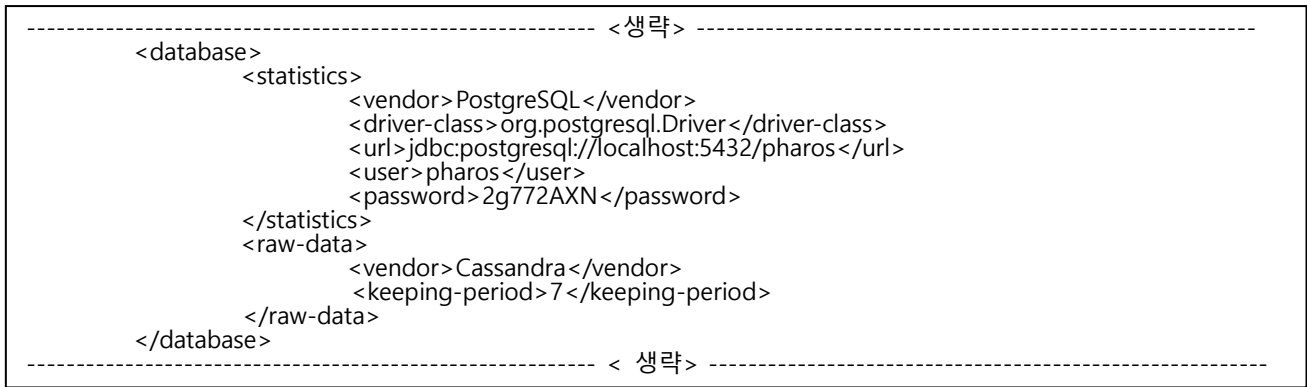 --------------------------------------------------------- <생략> --------------------------------------------------------
<database>
<statistics>
<vendor>PostgreSQL</vendor>
<driver-class>org.postgresql.Driver</driver-class>
<url>jdbc:postgresql://localhost:5432/pharos</url>
<user>pharos</user>
<password>2g772AXN</password>
</statistics>
<raw-data>
<vendor>Cassandra</vendor>
<keeping-period>7</keeping-period>
</raw-data>
</database>
--------------------------------------------------------- < 생략> --------------------------------------------------------